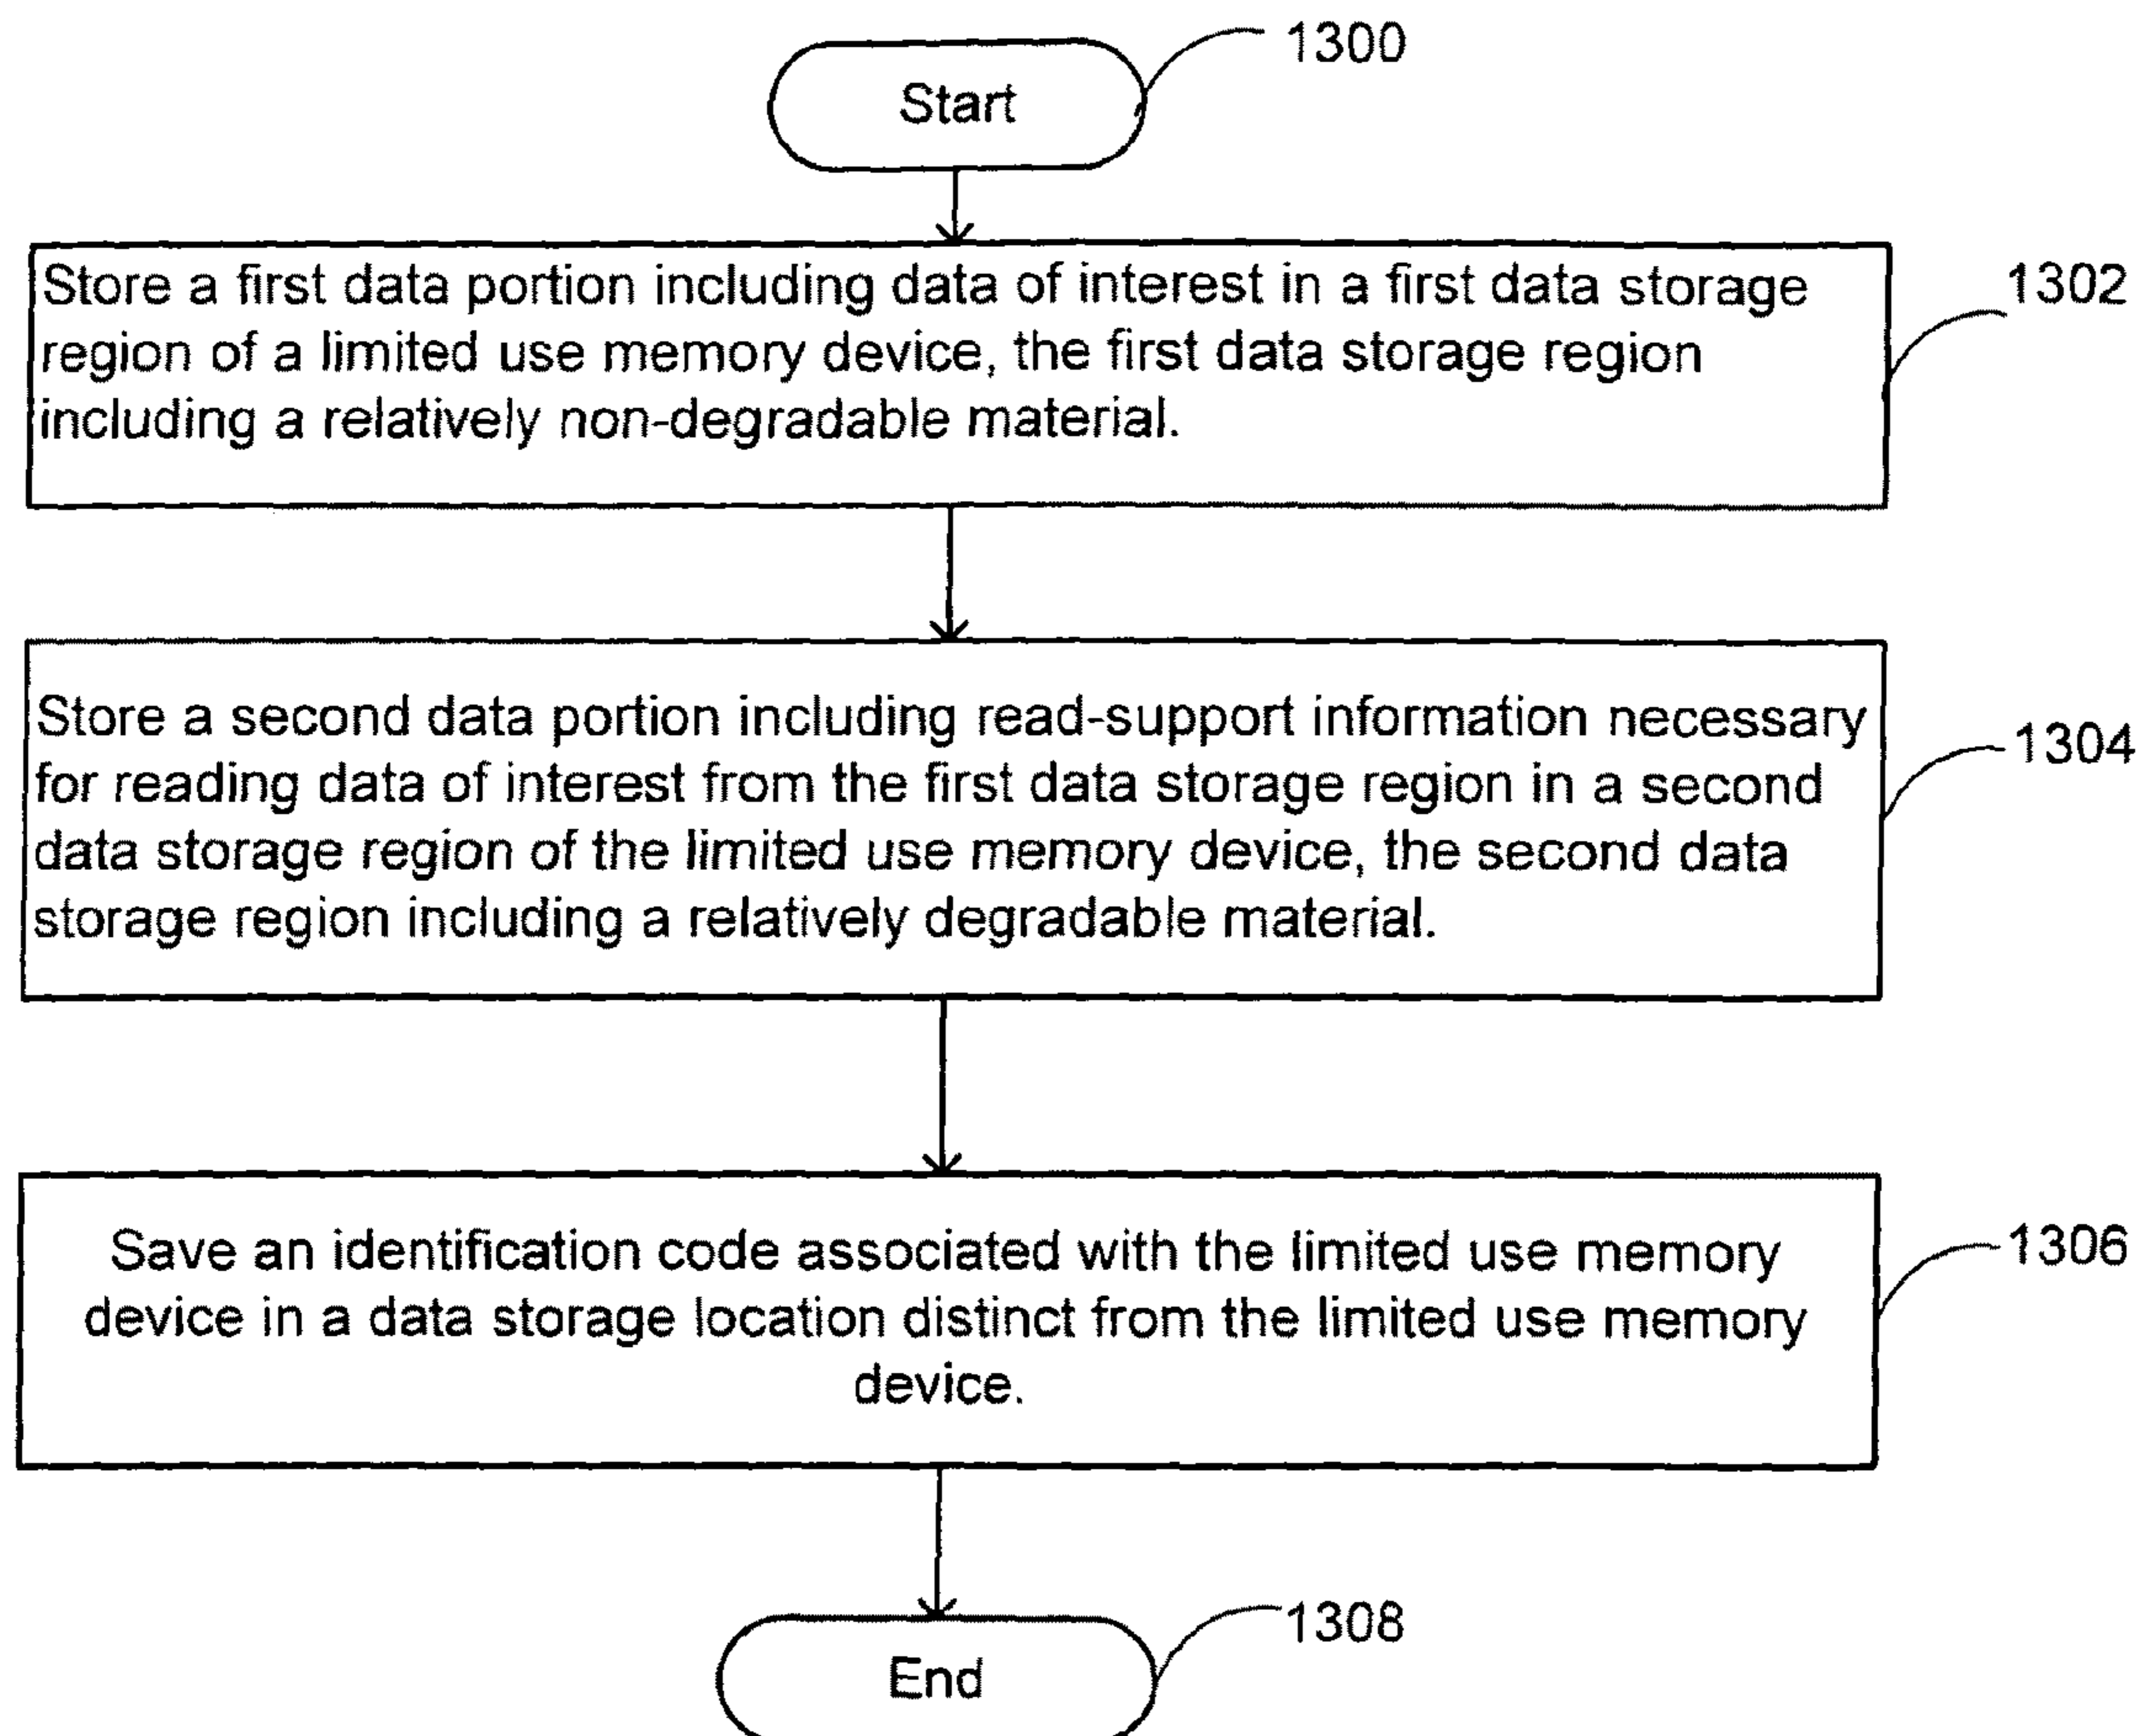 1300
Start
Store a first data portion including data of interest in a first data storage
region of a limited use memory device, the first data storage region
including a relatively non-degradable material.
1302
Store a second data portion including read-support information necessary
for reading data of interest from the first data storage region in a second
data storage region of the limited use memory device, the second data
storage region including a relatively degradable material.
1304
Save an identification code associated with the limited use memory
device in a data storage location distinct from the limited use memory
device.
1306
End
1308